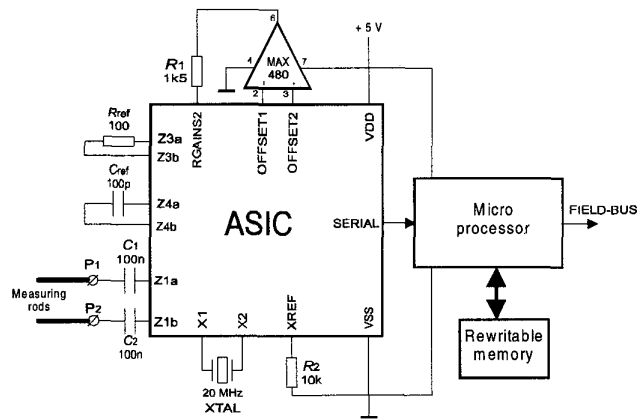 6
+ 5 V
R1
1k5
4
MAX
480
7
2
3
Rref
100
Z3a
Z3b
RGAINS2
OFFSET1
OFFSET2
VDD
Cref
100p
Z4a
Z4b
ASIC
SERIAL
Micro
processor
FIELD-BUS
C1
100n
P1
Z1a
Measuring
rods
P2
Z1b
C2
100n
X1
X2
XREF
VSS
R2
10k
20 MHz
XTAL
Rewritable
memory